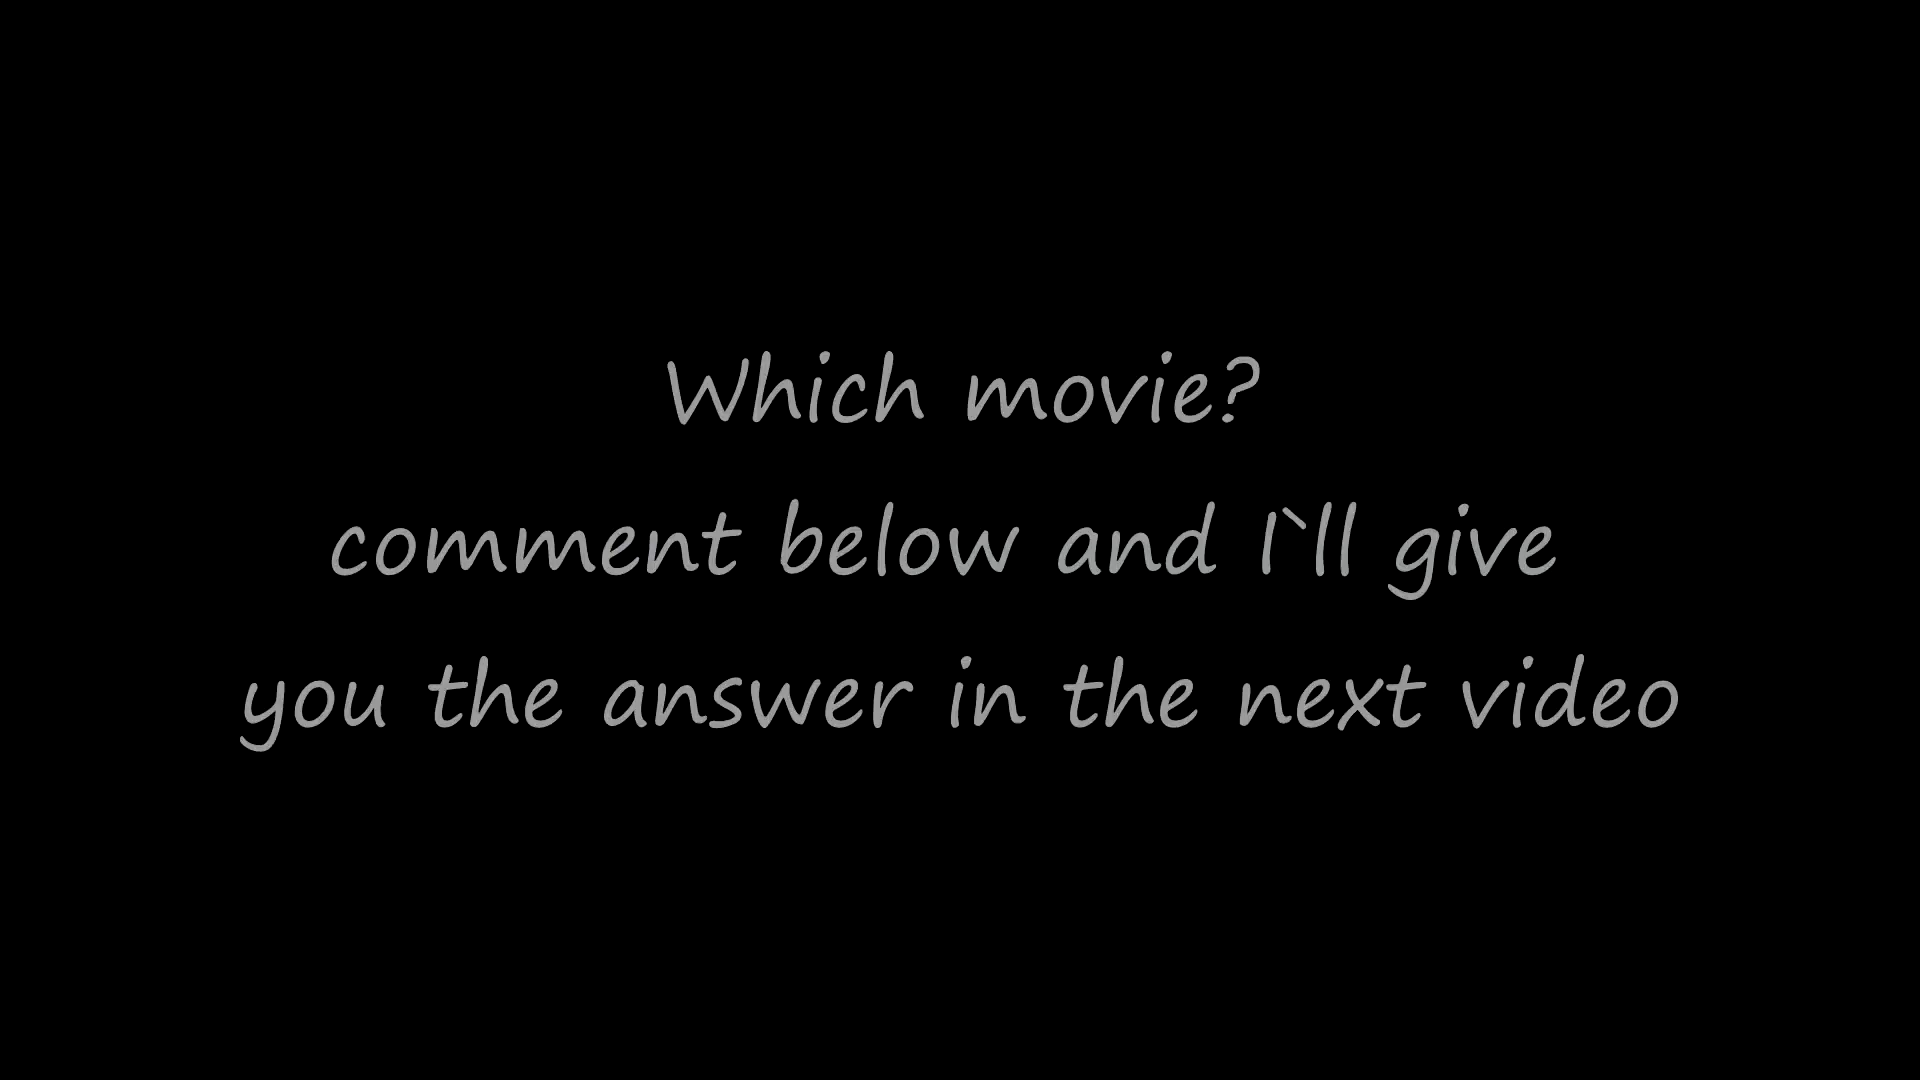 Which movie?
comment below and I`ll give
you the answer in the next video